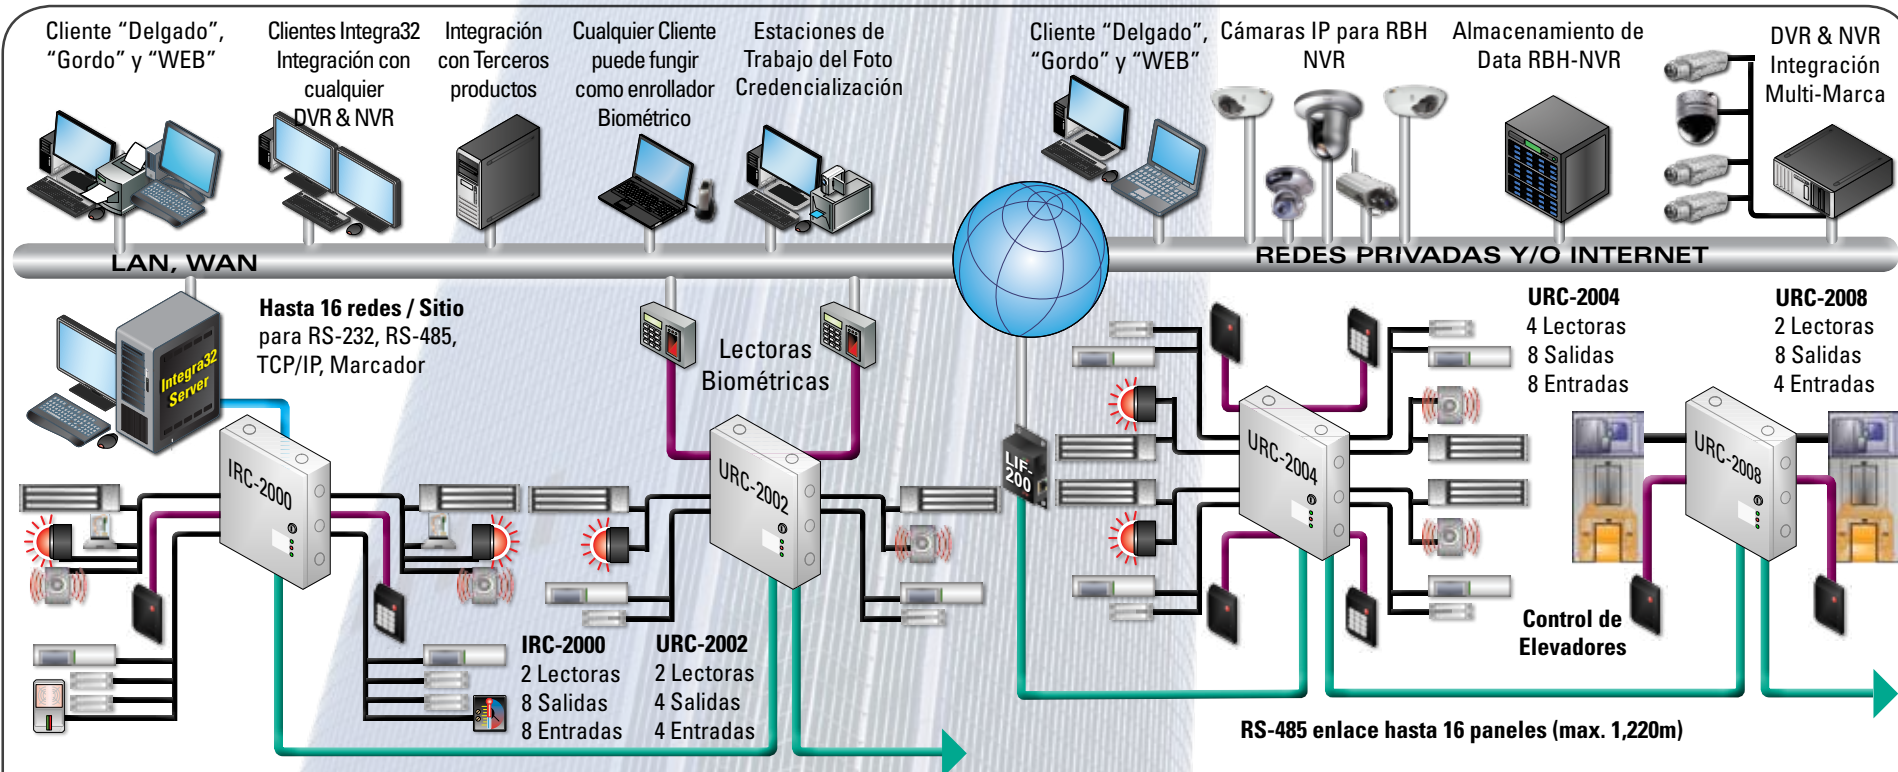 Cliente “Delgado”,
“Gordo” y “WEB”
Clientes Integra32
Integración con
cualquier
DVR & NVR
Integración
con Terceros
productos
Cualquier Cliente
puede fungir
como enrollador
Biométrico
Estaciones de
Trabajo del Foto
Credencialización
Cliente “Delgado”,
“Gordo” y “WEB”
Cámaras IP para RBH
NVR
Almacenamiento de
Data RBH-NVR
DVR & NVR
Integración
Multi-Marca
LAN, WAN
REDES PRIVADAS Y/O INTERNET
Integra32
Server
Hasta 16 redes / Sitio
para RS-232, RS-485,
TCP/IP, Marcador
Lectoras
Biométricas
URC-2004
4 Lectoras
8 Salidas
8 Entradas
URC-2008
2 Lectoras
8 Salidas
4 Entradas
IRC-2000
URC-2002
LIF-
200
URC-2004
URC-2008
IRC-2000
2 Lectoras
8 Salidas
8 Entradas
URC-2002
2 Lectoras
4 Salidas
4 Entradas
Control de
Elevadores
RS-485 enlace hasta 16 paneles (max. 1,220m)